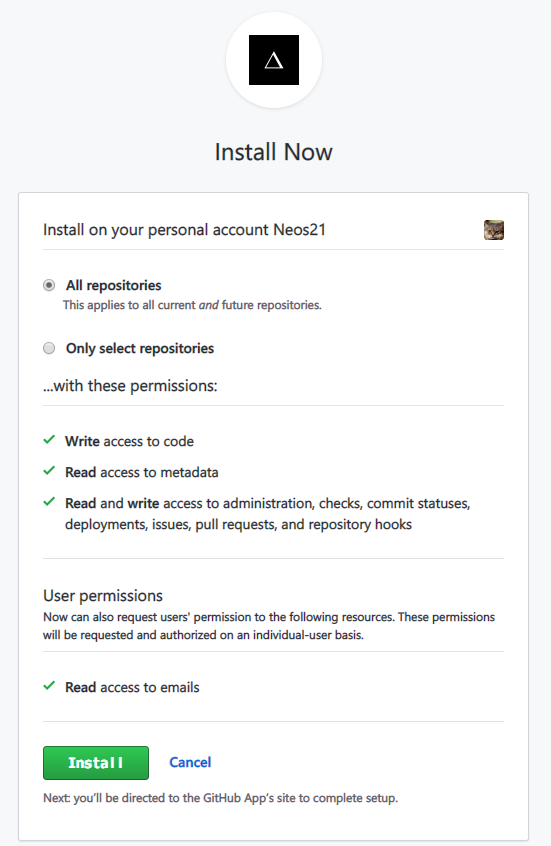 Install Now
Install on your personal account Neos21
All repositories
This applies to all current and future repositories.
Only select repositories
...with these permissions:
Write access to code
Read access to metadata
Read and write access to administration, checks, commit statuses,
deployments, issues, pull requests, and repository hooks
User permissions
Now can also request users' permission to the following resources. These permissions
will be requested and authorized on an individual-user basis.
Read access to emails
Install Cancel
Next: you'll be directed to the GitHub App's site to complete setup.